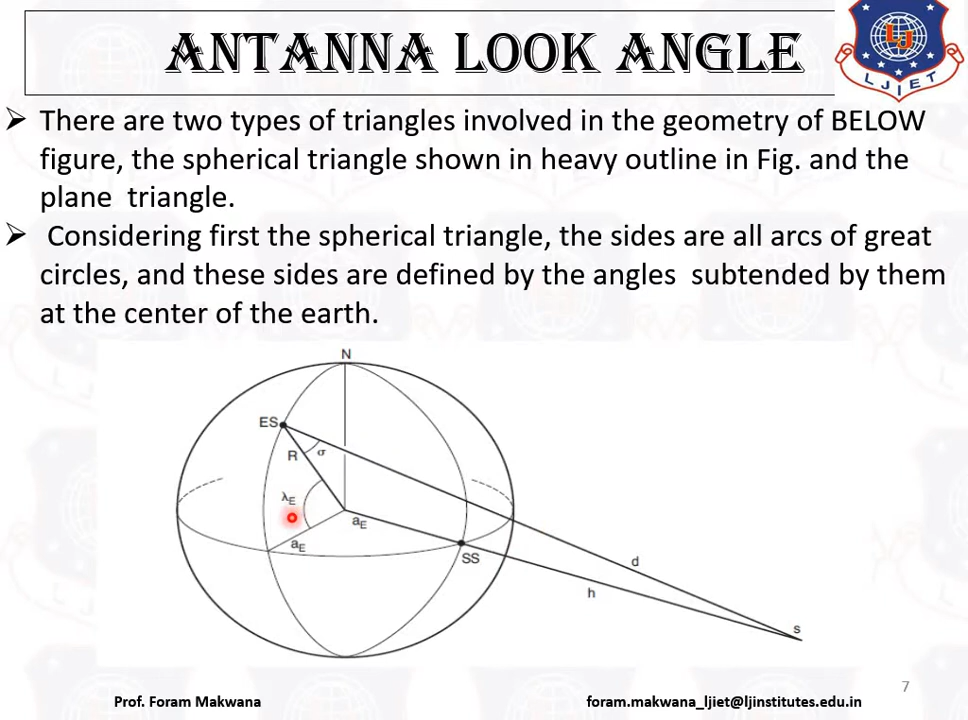 ANTANNA LOOK ANGLE
LJ
LJIET
➢ There are two types of triangles involved in the geometry of BELOW
figure, the spherical triangle shown in heavy outline in Fig. and the
plane  triangle.
➢ Considering first the spherical triangle, the sides are all arcs of great
circles, and these sides are defined by the angles  subtended by them
at the center of the earth.
N
ES
R
σ
λE
aE
aE
SS
d
h
s
7
Prof. Foram Makwana
foram.makwana_ljiet@ljinstitutes.edu.in